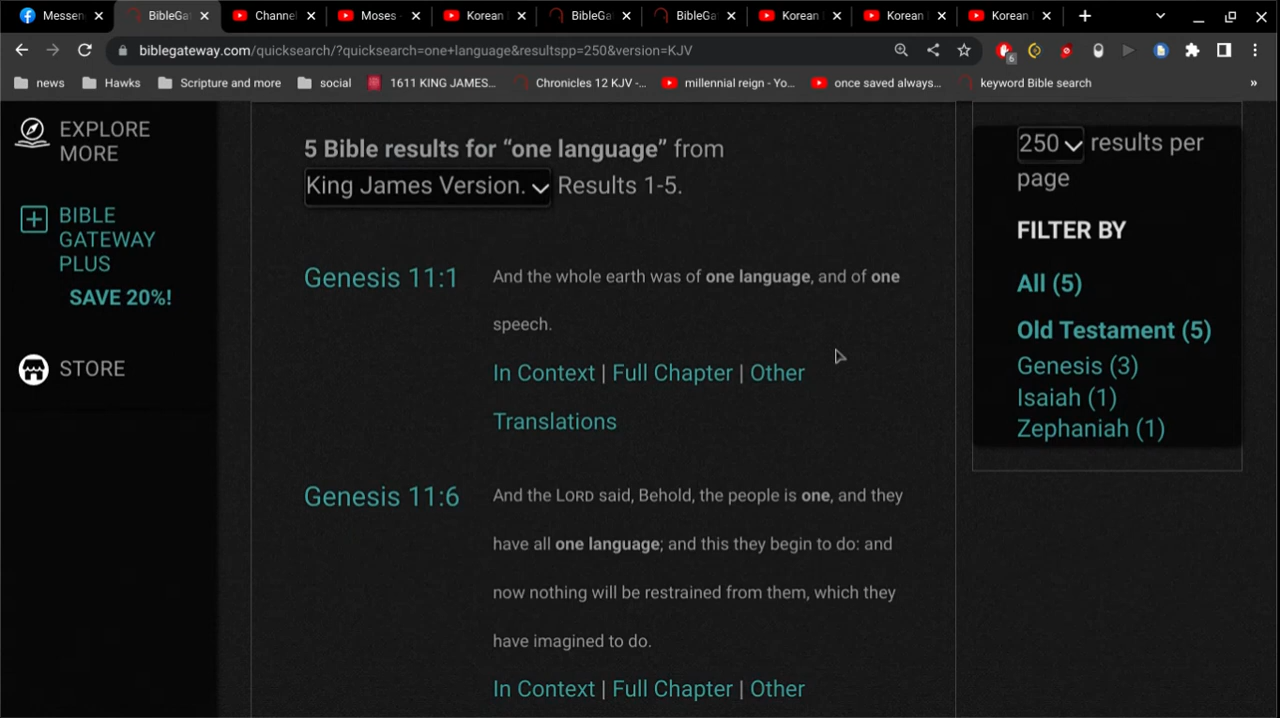 Messen
BibleGat
Channel
Moses -
Korean
BibleGa
BibleGa
Korean
Korean
Korean
biblegateway.com/quicksearch/?quicksearch=one+language&resultspp=250&version=KJV
6
news
Hawks
Scripture and more
social
1611 KING JAMES...
Chronicles 12 KJV -...
millennial reign - Yo...
once saved always...
keyword Bible search
»
EXPLORE
MORE
BIBLE
GATEWAY
PLUS
SAVE 20%!
STORE
5 Bible results for “one language” from
King James Version. Results 1-5.
Genesis 11:1
And the whole earth was of one language, and of one
speech.
In Context | Full Chapter | Other
Translations
Genesis 11:6
And the LORD said, Behold, the people is one, and they
have all one language; and this they begin to do: and
now nothing will be restrained from them, which they
have imagined to do.
In Context | Full Chapter | Other
250 results per
page
FILTER BY
All (5)
Old Testament (5)
Genesis (3)
Isaiah (1)
Zephaniah (1)